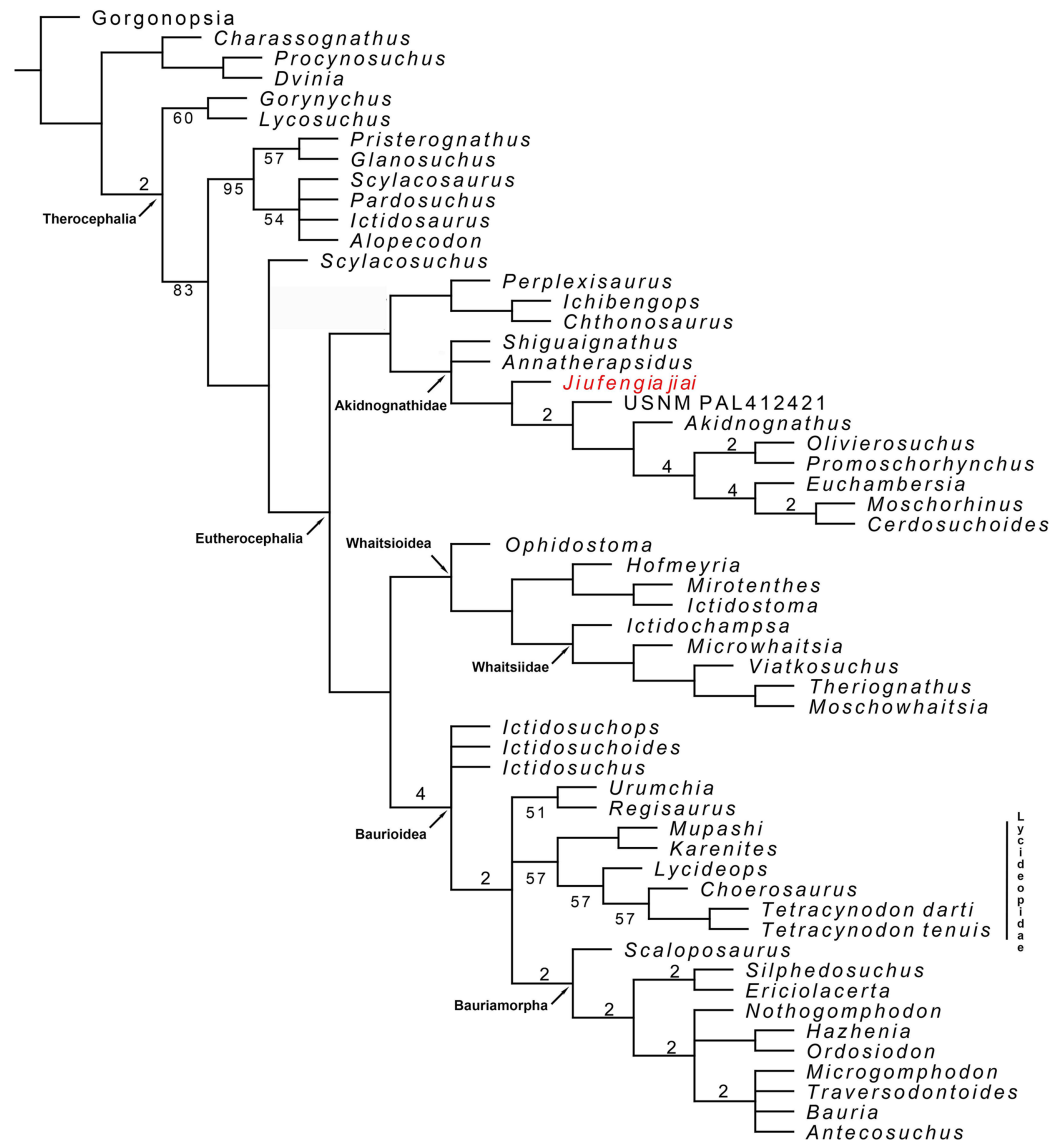 Gorgonopsia
Charassognathus
Procynosuchus
Dvinia
Gorynychus
60
Lycosuchus
Pristerognathus
57
Glanosuchus
Scylacosaurus
2
95
Pardosuchus
Therocephalia
54
Ictidosaurus
Alopecodon
Scylacosuchus
83
Perplexisaurus
Ichibengops
Chthonosaurus
Shiguaignathus
Annatherapsidus
Jiufengia jiai
Akidnognathidae
USNM PAL412421
2
Akidnognathus
2
Olivierosuchus
4
Promoschorhynchus
Euchambersia
4
2
Moschorhinus
Cerdosuchoides
Eutherocephalia
Whaitsioidea
Ophidostoma
Hofmeyria
Mirotenthes
Ictidostoma
Ictidochampsa
Microwhaitsia
Whaitsiidae
Viatkosuchus
Theriognathus
Moschowhaitsia
Ictidosuchops
Ictidosuchoides
Ictidosuchus
4
Urumchia
51
Regisaurus
Baurioidea
Mupashi
Karenites
Lycideops
2
57
Choerosaurus
57
Tetracynodon darti
57
Tetracynodon tenuis
Lycideopidae
Scaloposaurus
2
2
Silphedosuchus
Ericiolacerta
Bauriamorpha
2
Nothogomphodon
Hazhenia
2
Ordosiodon
Microgomphodon
2
Traversodontoides
Bauria
Antecosuchus